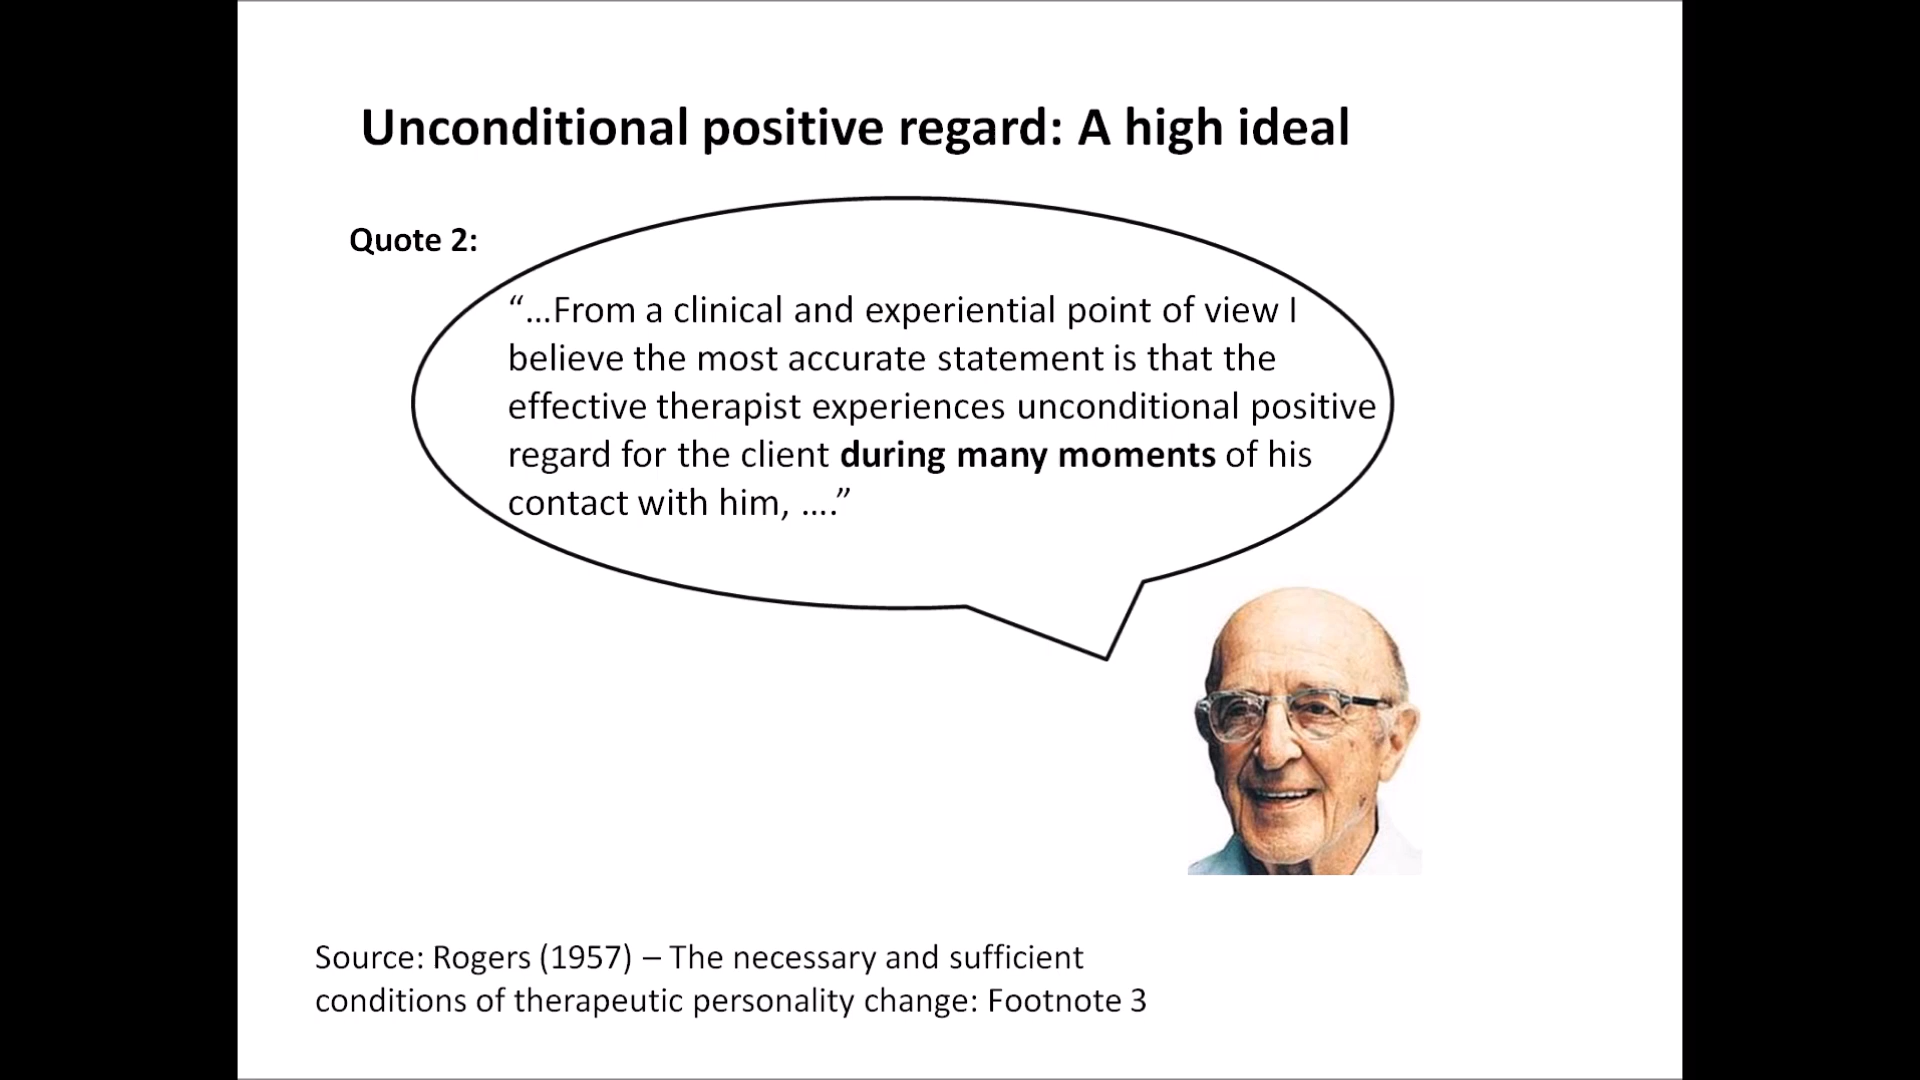 Unconditional positive regard: A high ideal
Quote 2:
“...From a clinical and experiential point of view I
believe the most accurate statement is that the
effective therapist experiences unconditional positive
regard for the client during many moments of his
contact with him, ....”
Source: Rogers (1957) – The necessary and sufficient
conditions of therapeutic personality change: Footnote 3